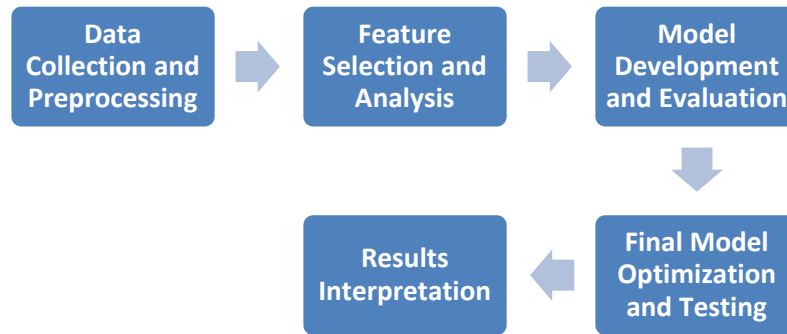 Data
Collection and
Preprocessing
Feature
Selection and
Analysis
Model
Development
and Evaluation
Final Model
Optimization
and Testing
Results
Interpretation